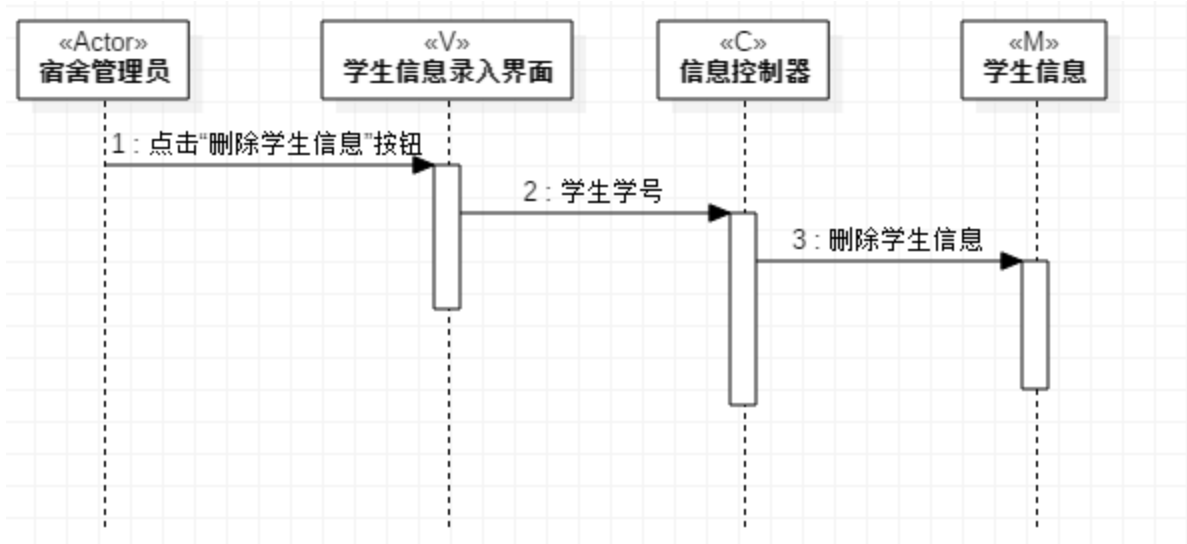 «Actor»
宿舍管理员
«V»
学生信息录入界面
«C»
信息控制器
«M»
学生信息
1 : 点击“删除学生信息”按钮
2 : 学生学号
3 : 删除学生信息